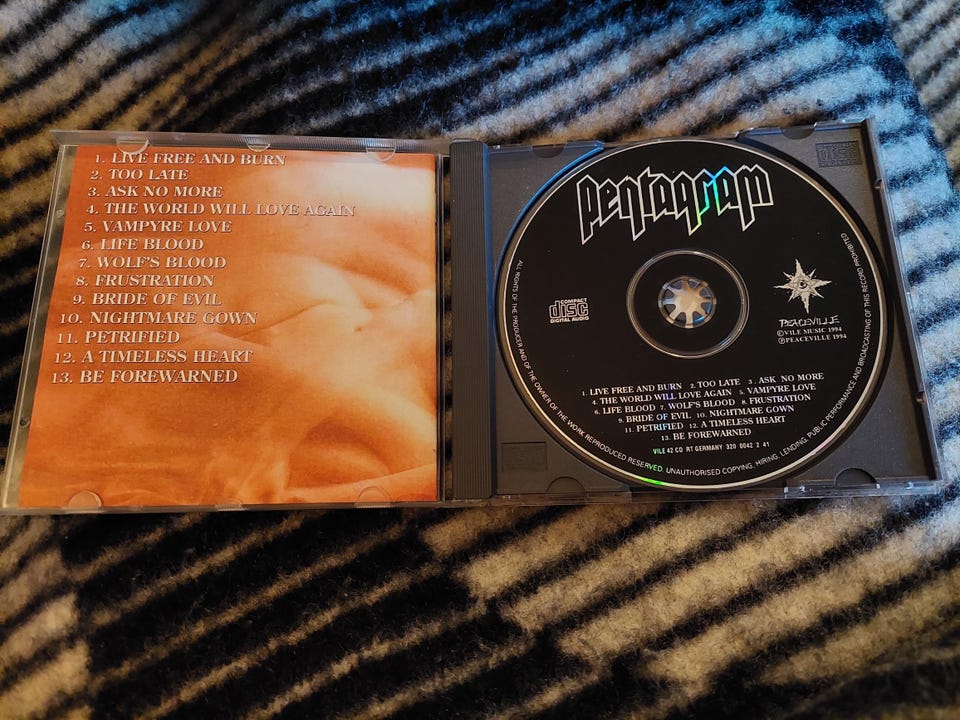 1. LIVE FREE AND BURN
2. TOO LATE
3. ASK NO MORE
4. THE WORLD WILL LOVE AGAIN
5. VAMPYRE LOVE
6. LIFE BLOOD
7. WOLF'S BLOOD
8. FRUSTRATION
9. BRIDE OF EVIL
10. NIGHTMARE GOWN
11. PETRIFIED
12. A TIMELESS HEART
13. BE FOREWARNED
Pentagram
COMPACT
disc
DIGITAL AUDIO
PEACEVILLE
© VILE MUSIC 1994
℗ PEACEVILLE 1994
1. LIVE FREE AND BURN 2. TOO LATE 3. ASK NO MORE
4. THE WORLD WILL LOVE AGAIN 5. VAMPYRE LOVE
6. LIFE BLOOD 7. WOLF'S BLOOD 8. FRUSTRATION
9. BRIDE OF EVIL 10. NIGHTMARE GOWN
11. PETRIFIED 12. A TIMELESS HEART
13. BE FOREWARNED
VILE 42 CD RT GERMANY 320 0042 2 41
ALL RIGHTS OF THE PRODUCER AND OF THE OWNER OF THE WORK REPRODUCED RESERVED. UNAUTHORISED COPYING, HIRING, LENDING, PUBLIC PERFORMANCE AND BROADCASTING OF THIS RECORD PROHIBITED